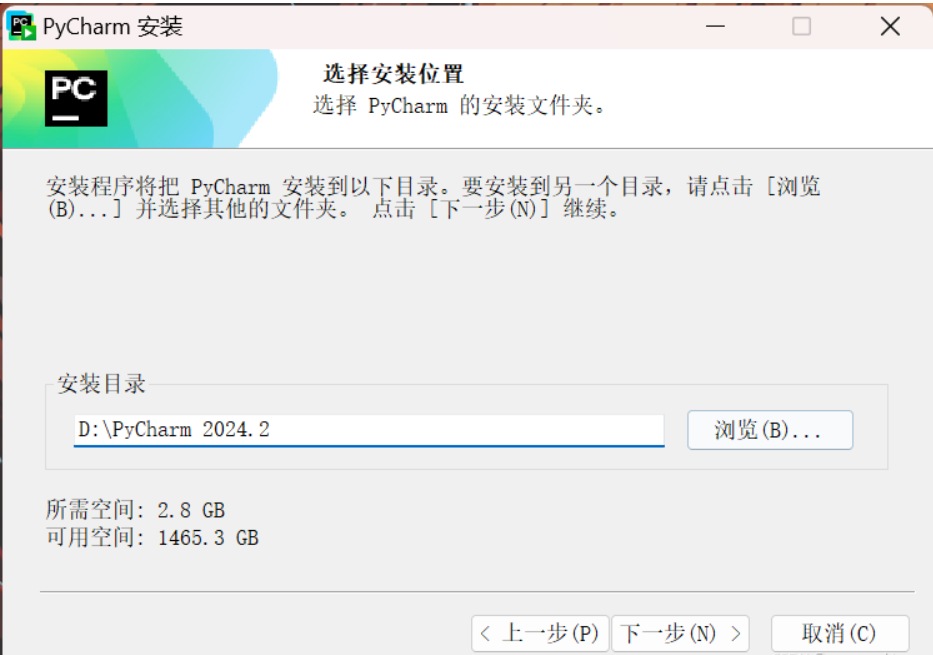 PyCharm 安装
PC
选择安装位置
选择 PyCharm 的安装文件夹。
安装程序将把 PyCharm 安装到以下目录。要安装到另一个目录，请点击 [浏览
(B)...] 并选择其他的文件夹。 点击 [下一步(N)] 继续。
安装目录
D:\PyCharm 2024.2
浏览(B)...
所需空间: 2.8 GB
可用空间: 1465.3 GB
< 上一步(P)
下一步(N) >
取消(C)